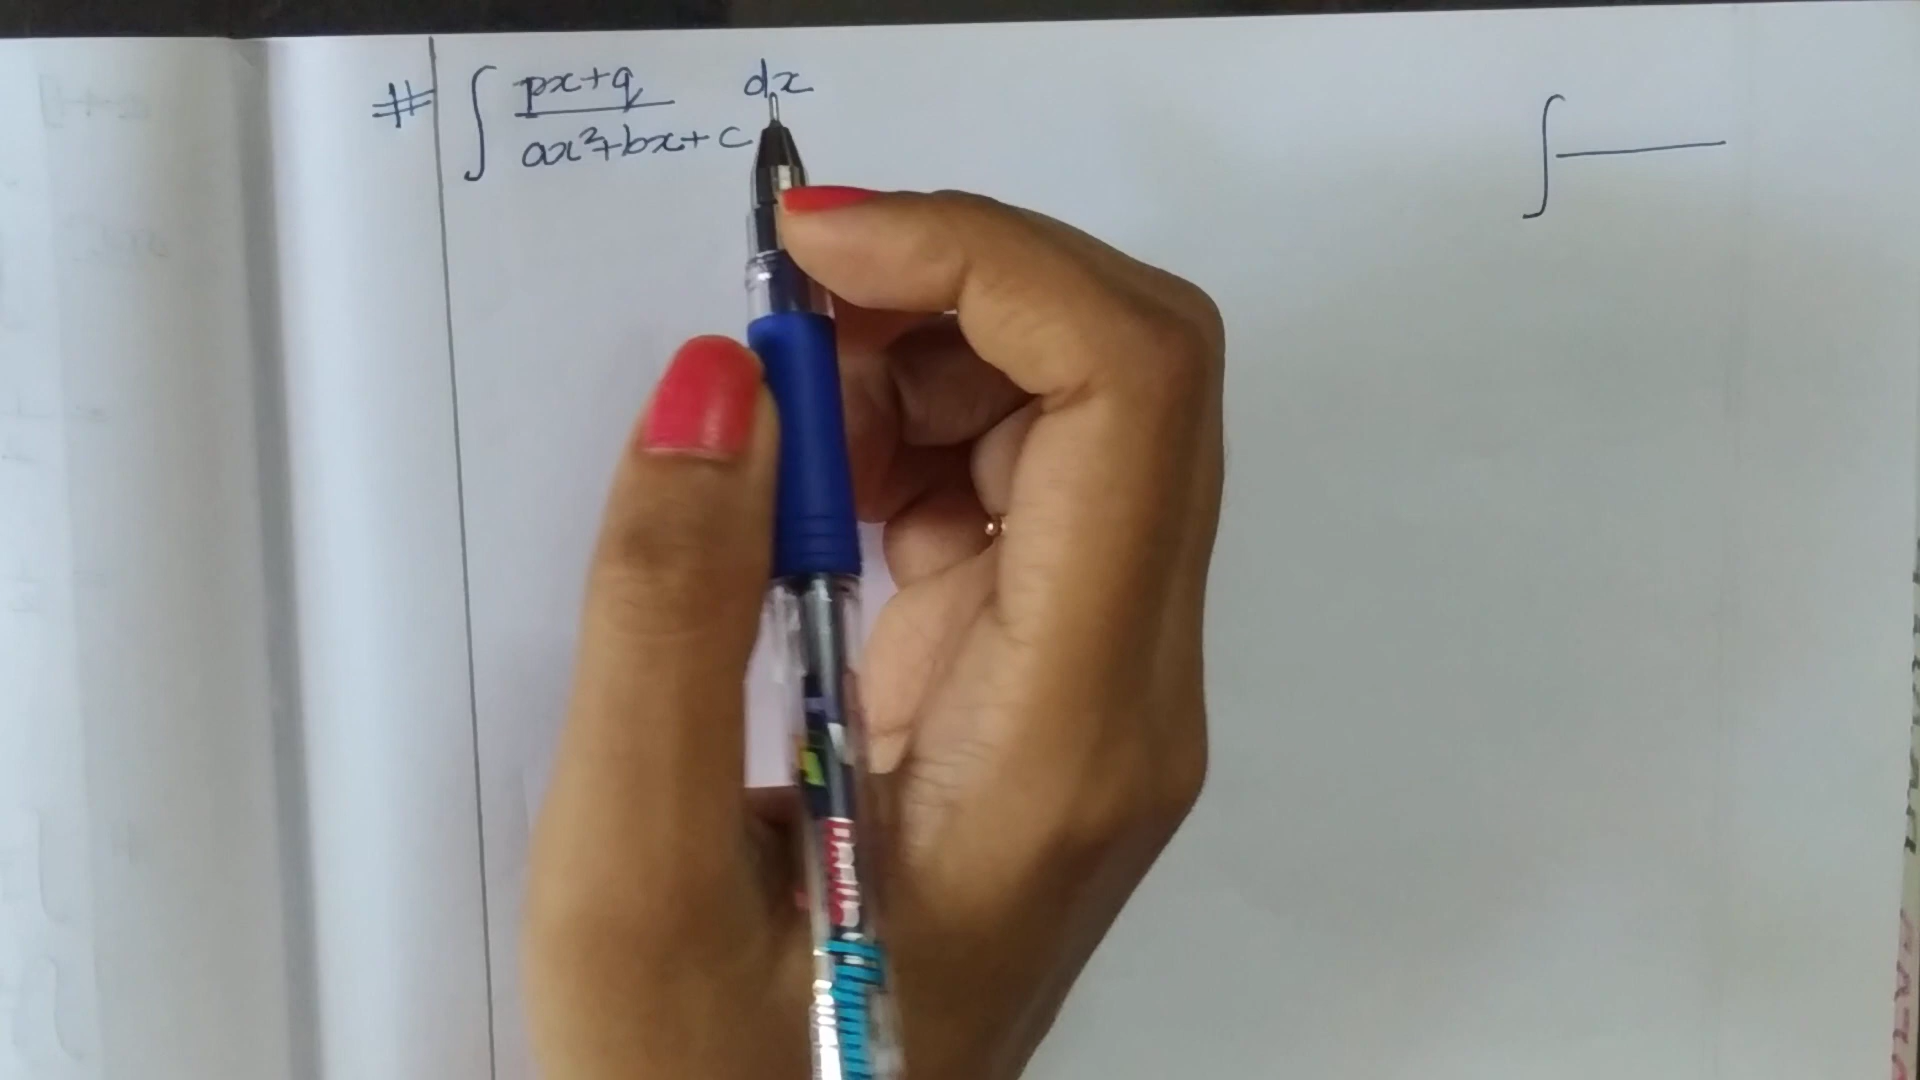 # ∫ px+q dx
ax²+bx+c
∫